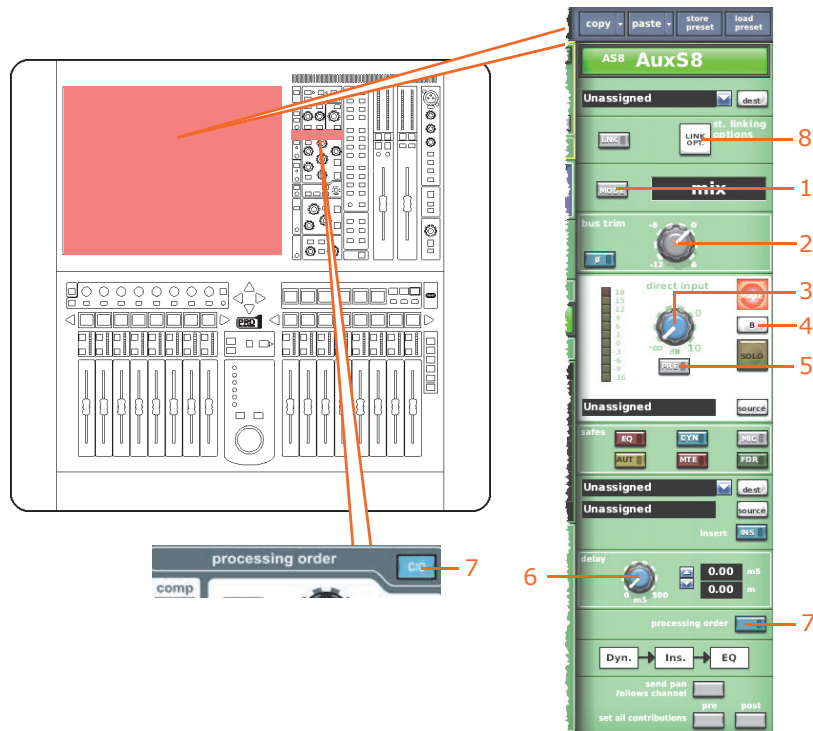 copy
paste
store preset
load preset
AS8 AuxS8
Unassigned
dest
st. linking options
LNK
LINK OPT.
8
MODE
mix
1
bus trim
-6
0
-12
6
ø
2
direct input
18
15
12
9
6
3
0
-3
-6
-9
-36
0
-∞
dB
10
3
B
4
PRE
5
SOLO
Unassigned
source
safes
EQ
CYN
MIC
AUT
MTE
FDR
Unassigned
dest
Unassigned
source
Insert
INS
delay
0
500
mS
0.00 mS
0.00 m
6
processing order
7
Dyn.
Ins.
EQ
send pan follows channel
pre
post
set all contributions
PRO1
processing order
C/O
7
comp